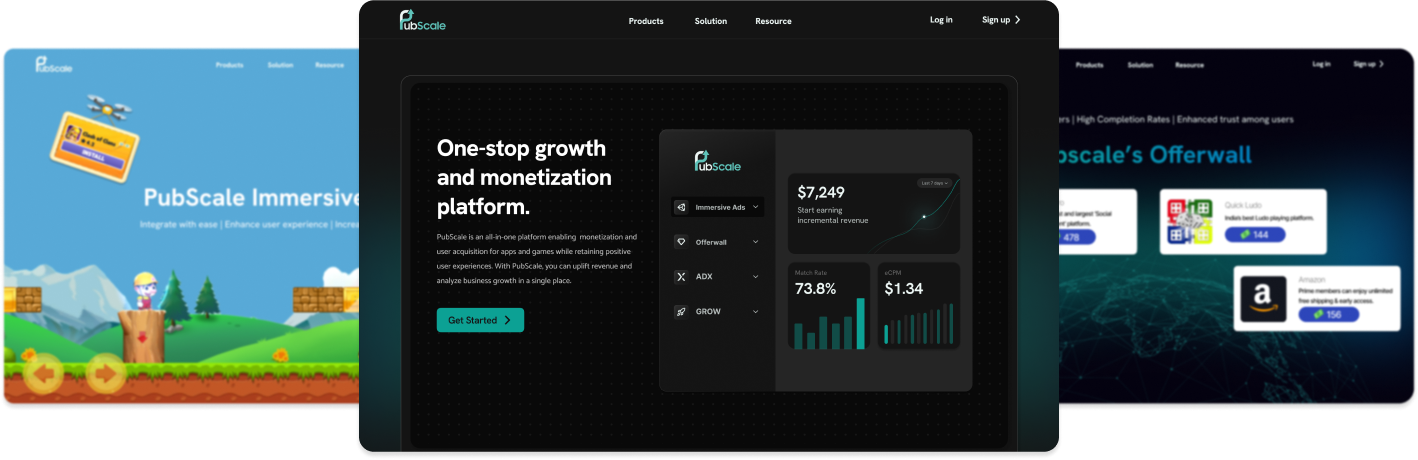 PubScale
Products Solution Resource
Clash of Clans
4.5
INSTALL
PubScale Immersive
Integrate with ease | Enhance user experience |
PubScale
Products Solution Resource Log in Sign up
One-stop growth
and monetization
platform.
PubScale is an all-in-one platform enabling monetization and
user acquisition for apps and games while retaining positive
user experiences. With PubScale, you can uplift revenue and
analyze business growth in a single place.
Get Started
PubScale
Immersive Ads
Offerwall
ADX
GROW
$7,249
Last 7 days
Start earning
incremental revenue
Match Rate
73.8%
eCPM
$1.34
Products Solution Resource Log in Sign up
| High Completion Rates | Enhanced trust among users
Offerwall
and largest 'Social
platform.
478
Quick Ludo
India's best Ludo playing platform.
144
a
Amazon
Prime members can enjoy unlimited
free shipping & early access.
156